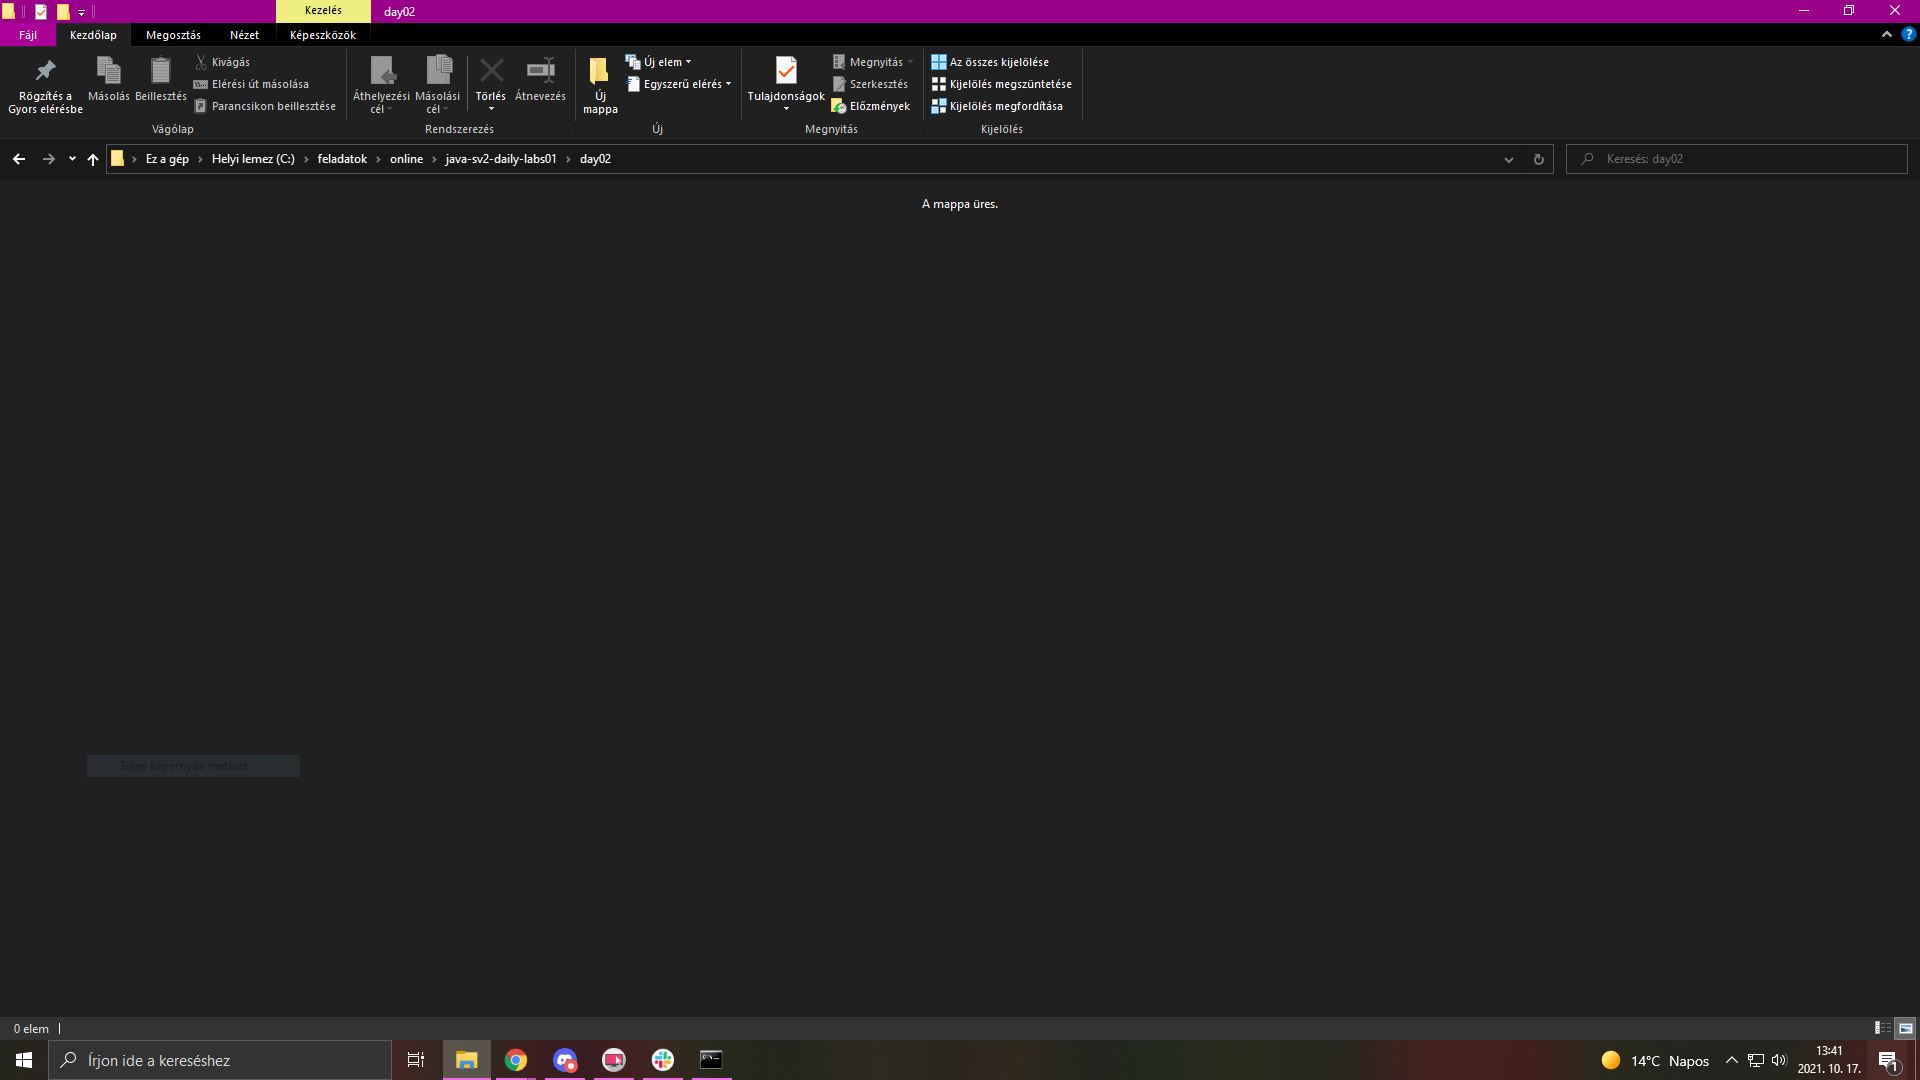 Kezelés
day02
Fájl
Kezdőlap
Megosztás
Nézet
Képeszközök
Rögzítés a
Gyors elérésbe
Másolás
Beillesztés
Kivágás
Elérési út másolása
Parancsikon beillesztése
Vágólap
Áthelyezési
cél
Másolási
cél
Törlés
Átnevezés
Rendszerezés
Új
mappa
Új elem
Egyszerű elérés
Új
Tulajdonságok
Megnyitás
Szerkesztés
Előzmények
Megnyitás
Az összes kijelölése
Kijelölés megszüntetése
Kijelölés megfordítása
Kijelölés
Ez a gép
Helyi lemez (C:)
feladatok
online
java-sv2-daily-labs01
day02
Keresés: day02
A mappa üres.
Teljes képernyős metszet
0 elem
Írjon ide a kereséshez
14°C Napos
13:41
2021. 10. 17.
1